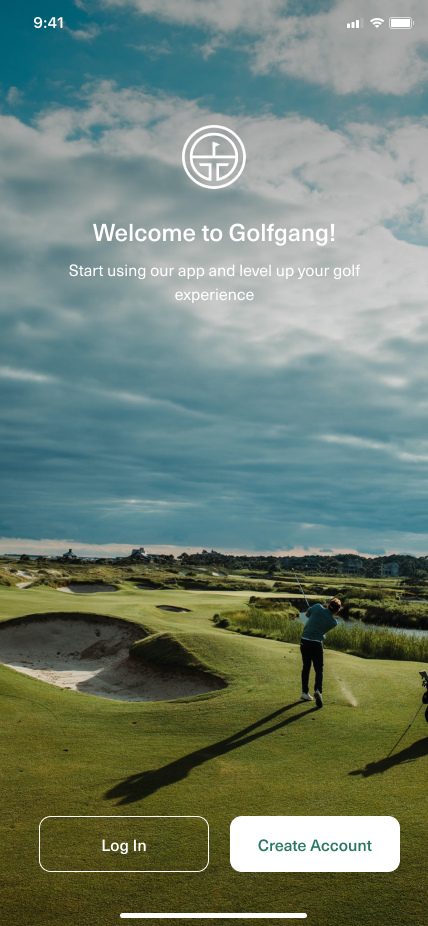 9:41
Welcome to Golfgang!
Start using our app and level up your golf
experience
Log In
Create Account